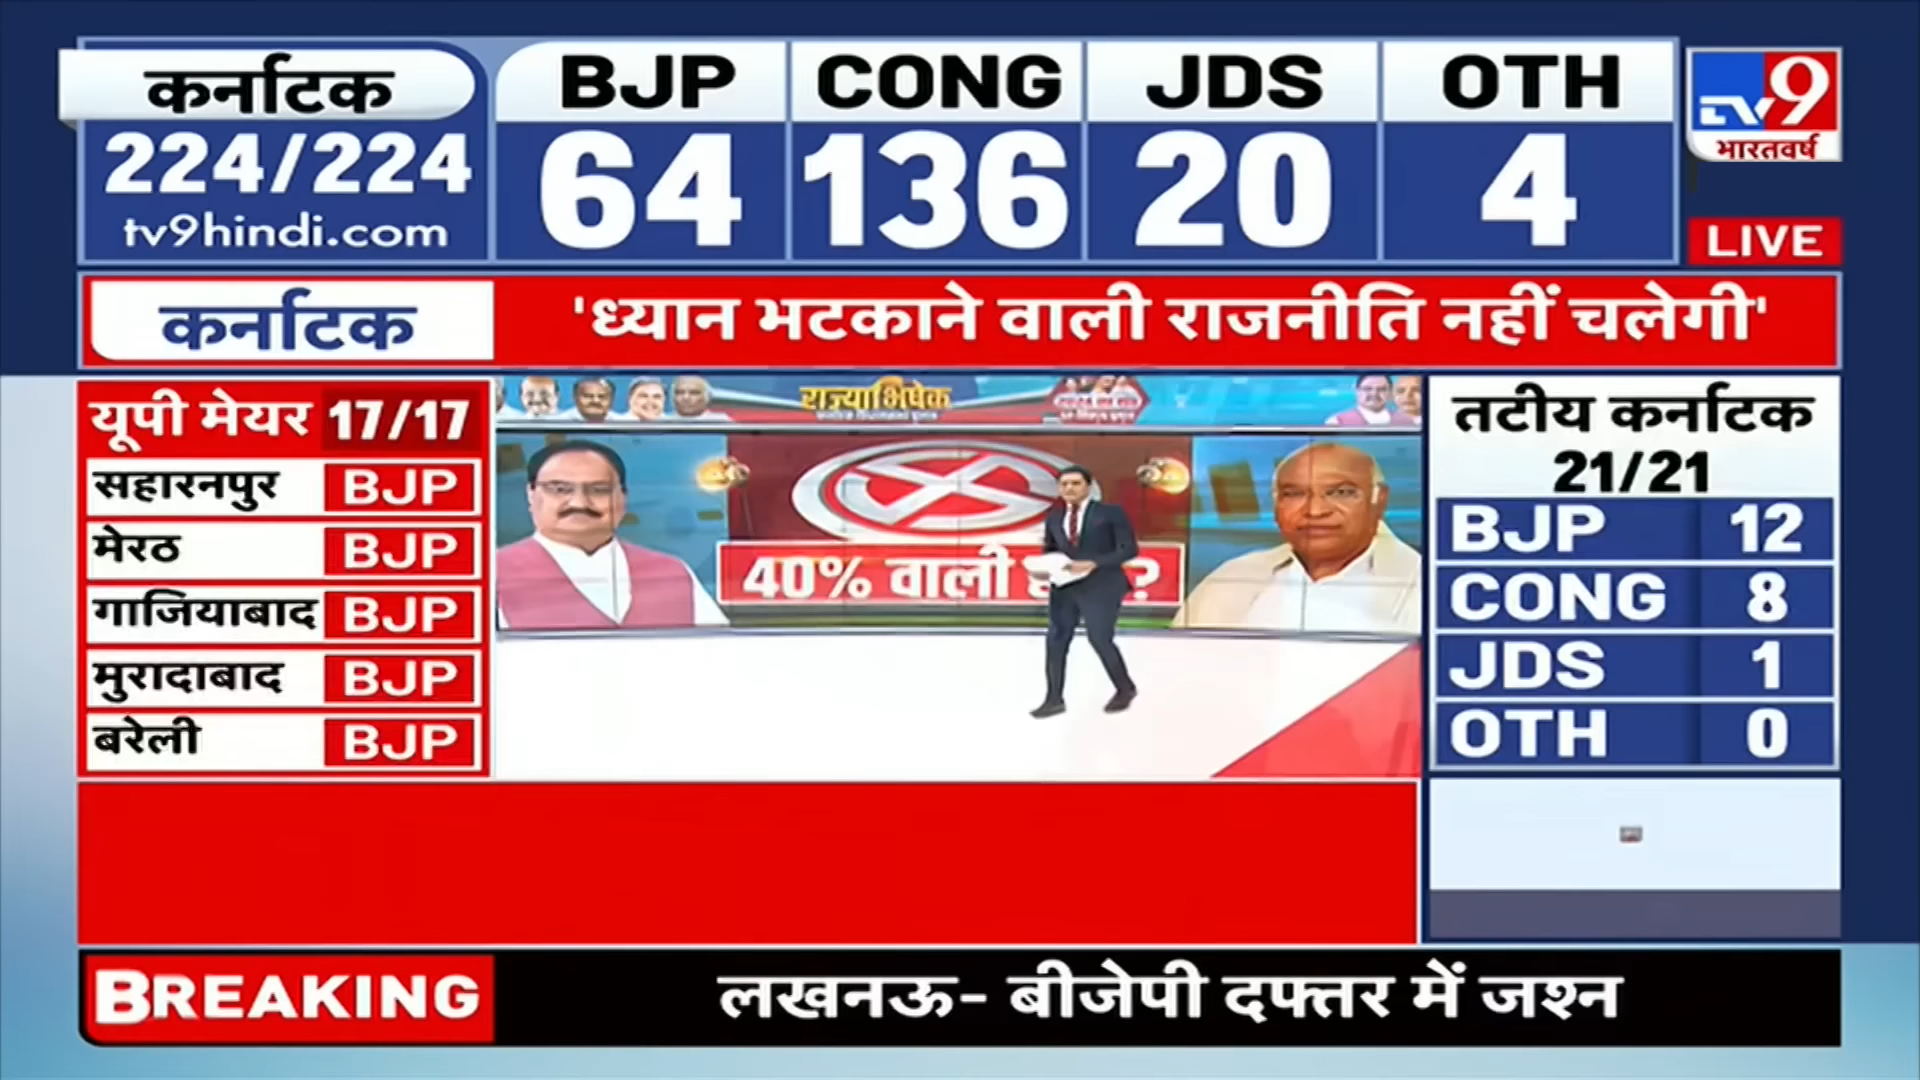 कर्नाटक
224/224
tv9hindi.com
BJP CONG JDS OTH
64 136 20 4
TV9
भारतवर्ष
LIVE
कर्नाटक
'ध्यान भटकाने वाली राजनीति नहीं चलेगी'
यूपी मेयर 17/17
सहारनपुर BJP
मेरठ BJP
गाजियाबाद BJP
मुरादाबाद BJP
बरेली BJP
राज्याभिषेक
40% वाली ?
तटीय कर्नाटक
21/21
BJP 12
CONG 8
JDS 1
OTH 0
BREAKING
लखनऊ- बीजेपी दफ्तर में जश्न